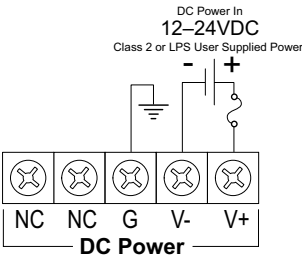 DC Power In
12–24VDC
Class 2 or LPS User Supplied Power
- +
NC NC G V- V+
DC Power